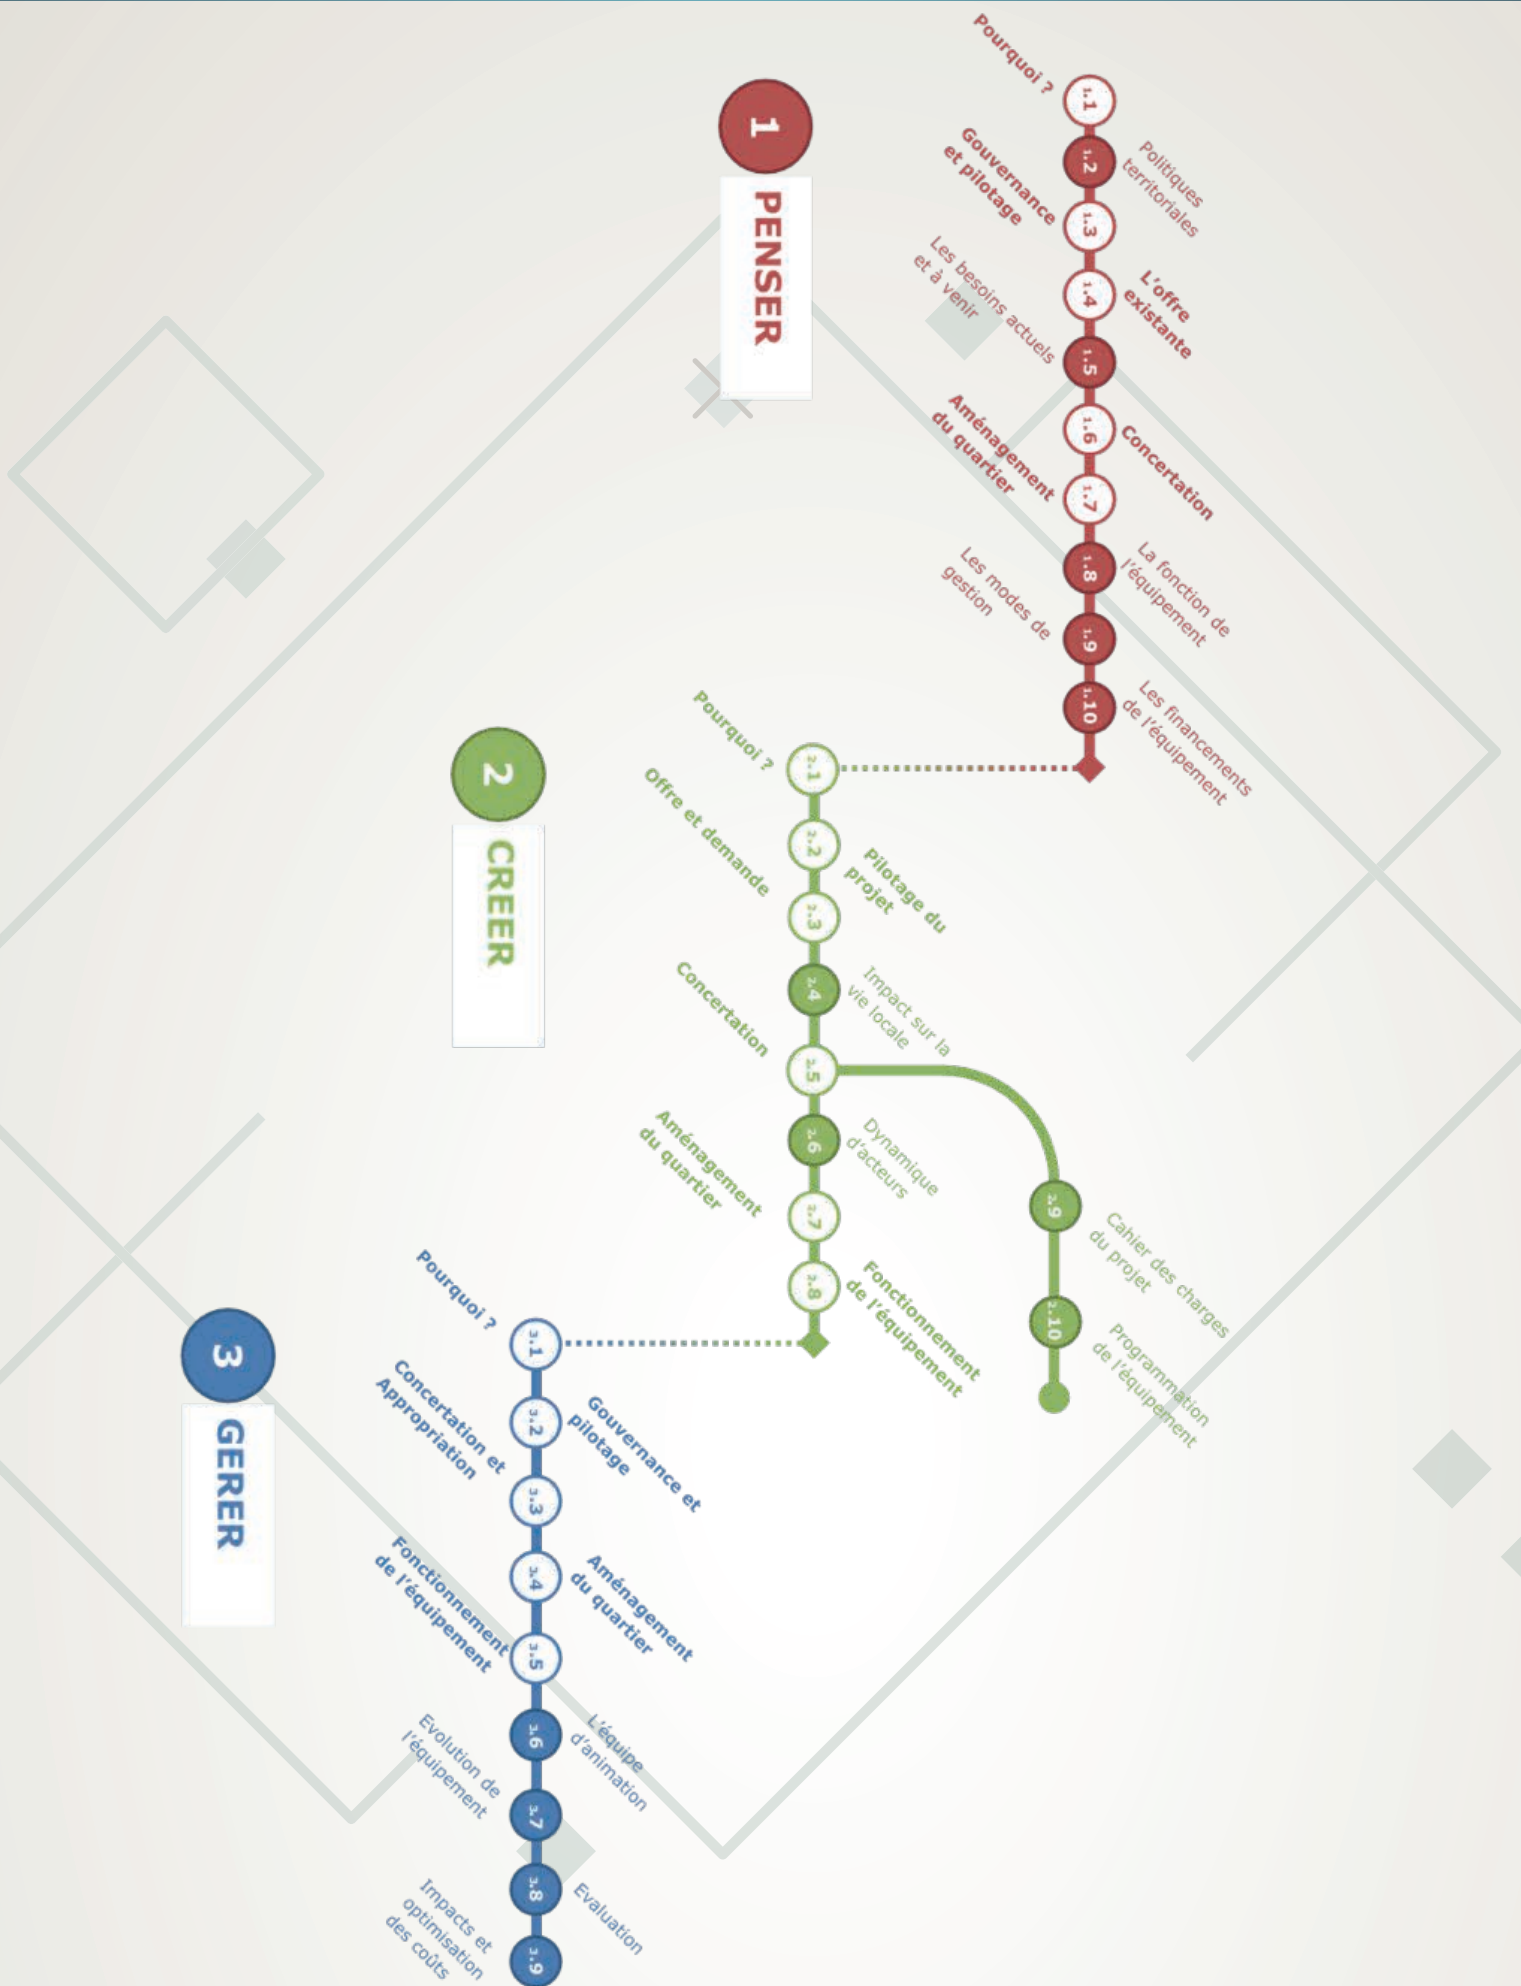 1
PENSER
1.1
Pourquoi ?
1.2
Politiques
territoriales
1.3
Gouvernance
et pilotage
1.4
L'offre
existante
1.5
Les besoins actuels
et à venir
1.6
Concertation
1.7
Aménagement
du quartier
1.8
La fonction de
l'équipement
1.9
Les modes de
gestion
1.10
Les financements
de l'équipement
2
CREER
2.1
Pourquoi ?
2.2
Pilotage du
projet
2.3
Offre et demande
2.4
Impact sur la
vie locale
2.5
Concertation
2.6
Dynamique
d'acteurs
2.7
Aménagement
du quartier
2.8
Fonctionnement
de l'équipement
2.9
Cahier des charges
du projet
2.10
Programmation
de l'équipement
3
GERER
3.1
Pourquoi ?
3.2
Gouvernance et
pilotage
3.3
Concertation et
Appropriation
3.4
Aménagement
du quartier
3.5
Fonctionnement
de l'équipement
3.6
L'équipe
d'animation
3.7
Evolution de
l'équipement
3.8
Evaluation
3.9
Impacts et
optimisation
des coûts